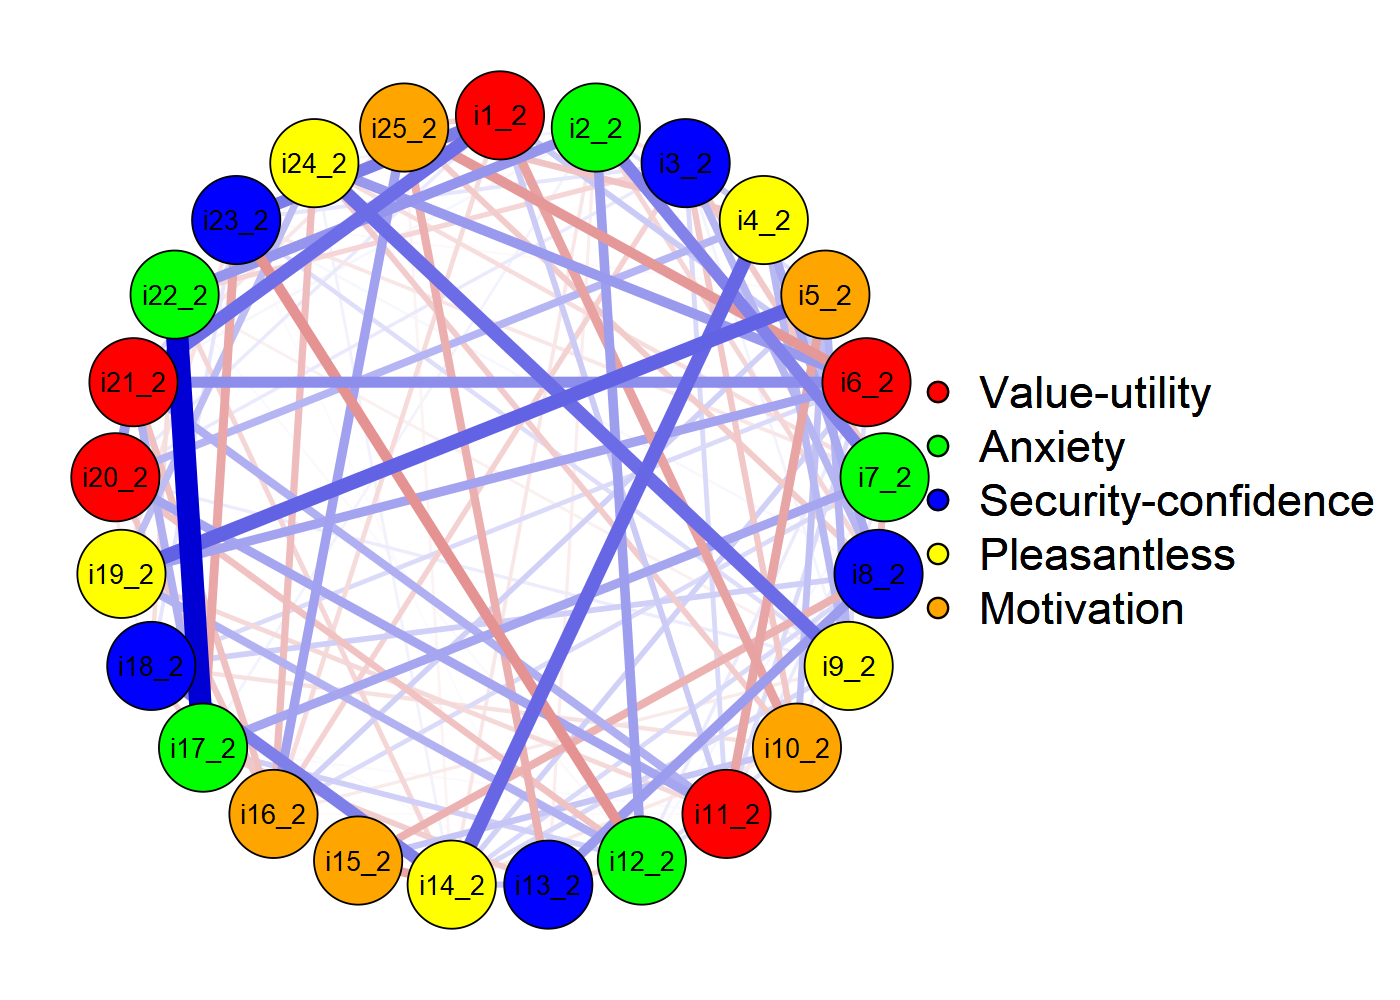 i1_2
i2_2
i3_2
i4_2
i5_2
i6_2
i7_2
i8_2
i9_2
i10_2
i11_2
i12_2
i13_2
i14_2
i15_2
i16_2
i17_2
i18_2
i19_2
i20_2
i21_2
i22_2
i23_2
i24_2
i25_2
Value-utility
Anxiety
Security-confidence
Pleasantless
Motivation